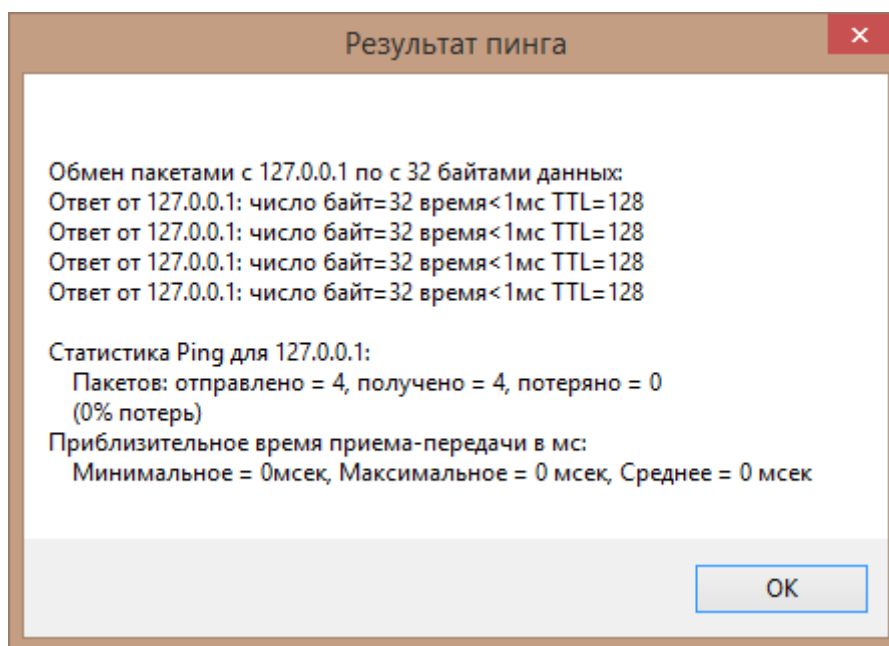 Результат пинга
Обмен пакетами с 127.0.0.1 по с 32 байтами данных:
Ответ от 127.0.0.1: число байт=32 время<1мс TTL=128
Ответ от 127.0.0.1: число байт=32 время<1мс TTL=128
Ответ от 127.0.0.1: число байт=32 время<1мс TTL=128
Ответ от 127.0.0.1: число байт=32 время<1мс TTL=128
Статистика Ping для 127.0.0.1:
Пакетов: отправлено = 4, получено = 4, потеряно = 0
(0% потерь)
Приблизительное время приема-передачи в мс:
Минимальное = 0мсек, Максимальное = 0 мсек, Среднее = 0 мсек
ОК